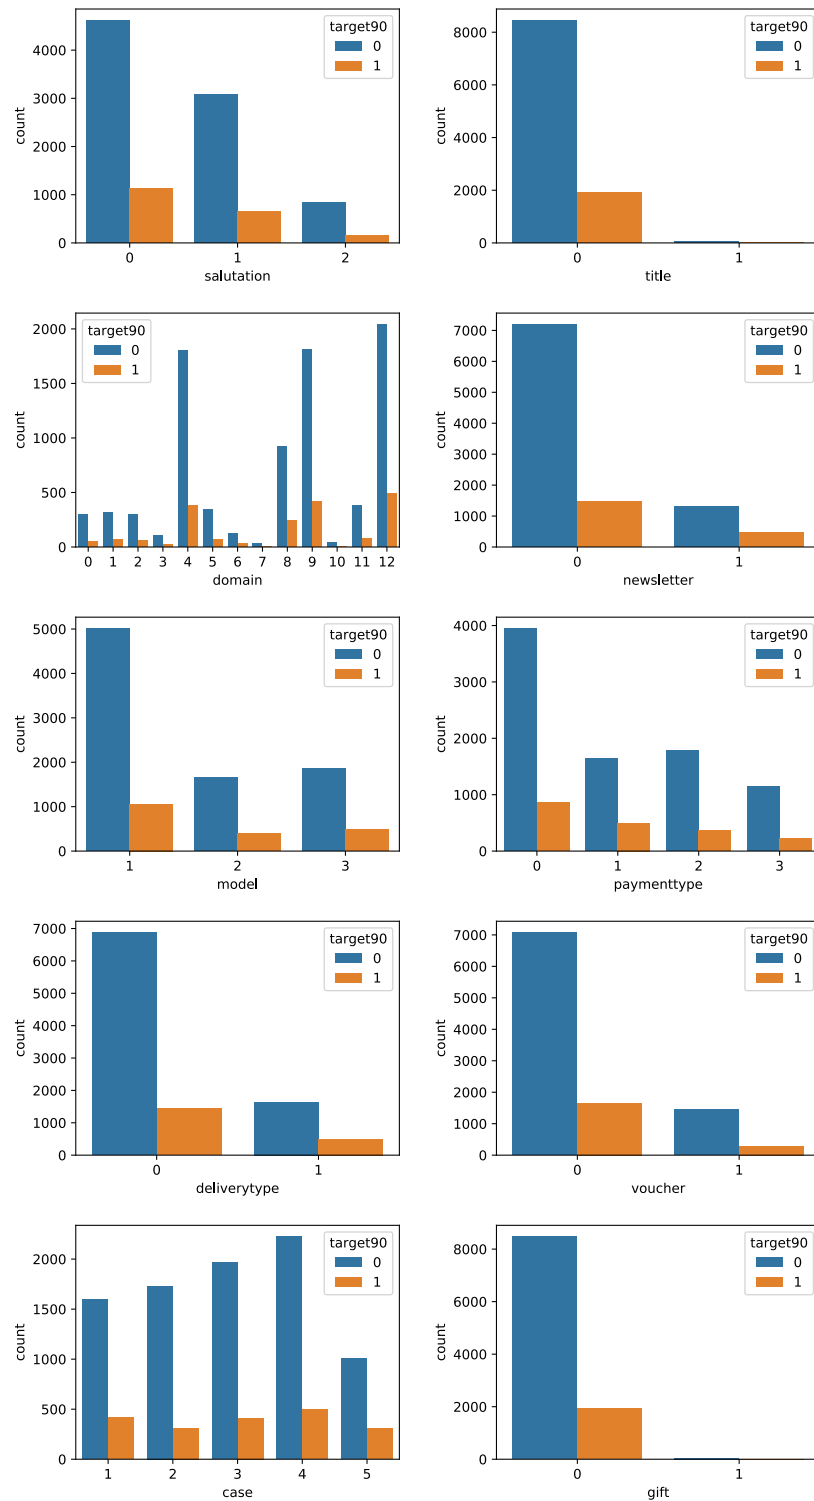 target90
0
1
4000
3000
2000
1000
0
count
0 1 2
salutation
target90
0
1
8000
6000
4000
2000
0
count
0 1
title
target90
0
1
2000
1500
1000
500
0
count
0 1 2 3 4 5 6 7 8 9 10 11 12
domain
target90
0
1
7000
6000
5000
4000
3000
2000
1000
0
count
0 1
newsletter
target90
0
1
5000
4000
3000
2000
1000
0
count
1 2 3
model
target90
0
1
4000
3000
2000
1000
0
count
0 1 2 3
paymenttype
target90
0
1
7000
6000
5000
4000
3000
2000
1000
0
count
0 1
deliverytype
target90
0
1
7000
6000
5000
4000
3000
2000
1000
0
count
0 1
voucher
target90
0
1
2000
1500
1000
500
0
count
1 2 3 4 5
case
target90
0
1
8000
6000
4000
2000
0
count
0 1
gift